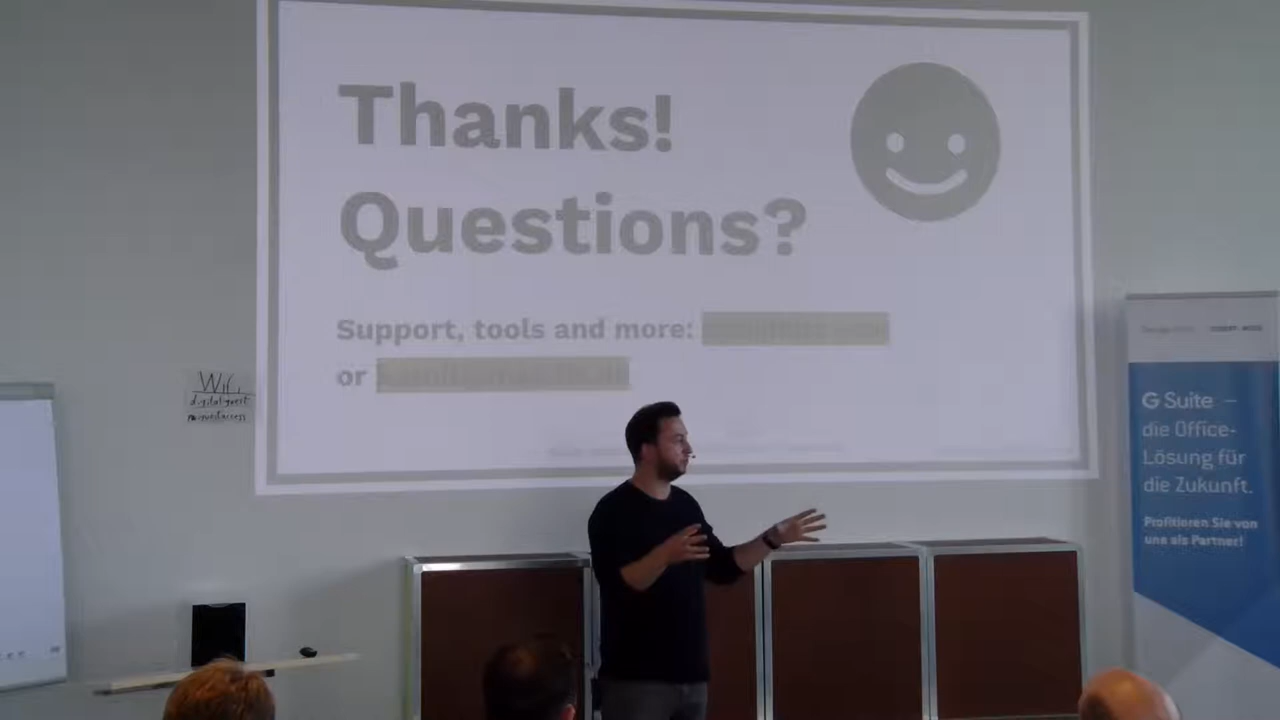 Thanks!
Questions?
Support, tools and more:
or
WiFi
G Suite –
die Office-
Lösung für
die Zukunft.
Profitieren Sie von
uns als Partner!